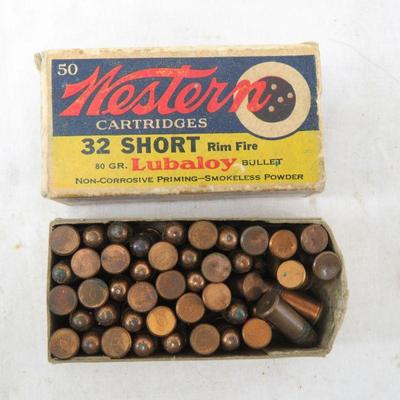 50
Western
CARTRIDGES
32 SHORT Rim Fire
80 GR. Lubaloy BULLET
NON-CORROSIVE PRIMING—SMOKELESS POWDER